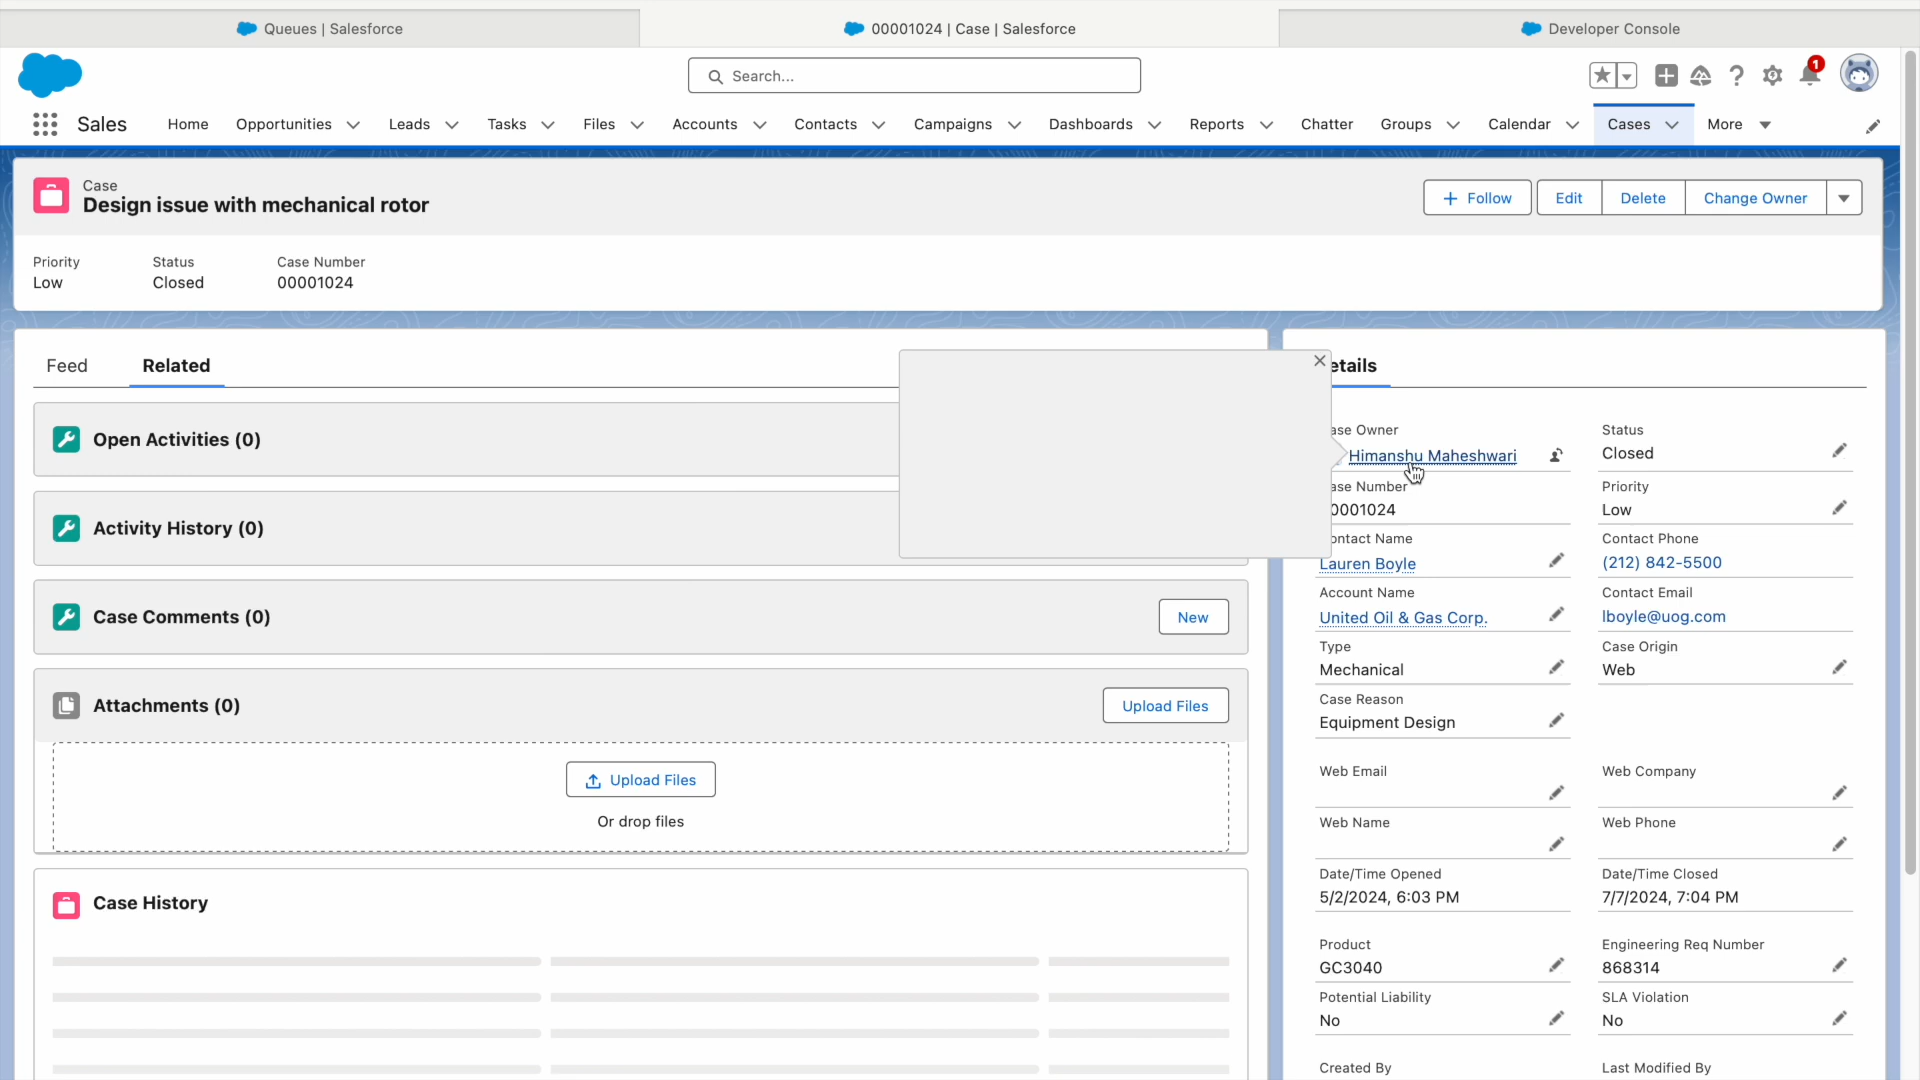 Queues | Salesforce
00001024 | Case | Salesforce
Developer Console
Search...
1
Sales
Home
Opportunities
Leads
Tasks
Files
Accounts
Contacts
Campaigns
Dashboards
Reports
Chatter
Groups
Calendar
Cases
More
Case
Design issue with mechanical rotor
Follow
Edit
Delete
Change Owner
Priority
Low
Status
Closed
Case Number
00001024
Feed
Related
Open Activities (0)
Activity History (0)
Case Comments (0)
New
Attachments (0)
Upload Files
Upload Files
Or drop files
Case History
etails
ase Owner
Himanshu Maheshwari
Status
Closed
ase Number
0001024
Priority
Low
ontact Name
Lauren Boyle
Contact Phone
(212) 842-5500
Account Name
United Oil & Gas Corp.
Contact Email
lboyle@uog.com
Type
Mechanical
Case Origin
Web
Case Reason
Equipment Design
Web Email
Web Company
Web Name
Web Phone
Date/Time Opened
5/2/2024, 6:03 PM
Date/Time Closed
7/7/2024, 7:04 PM
Product
GC3040
Engineering Req Number
868314
Potential Liability
No
SLA Violation
No
Created By
Last Modified By